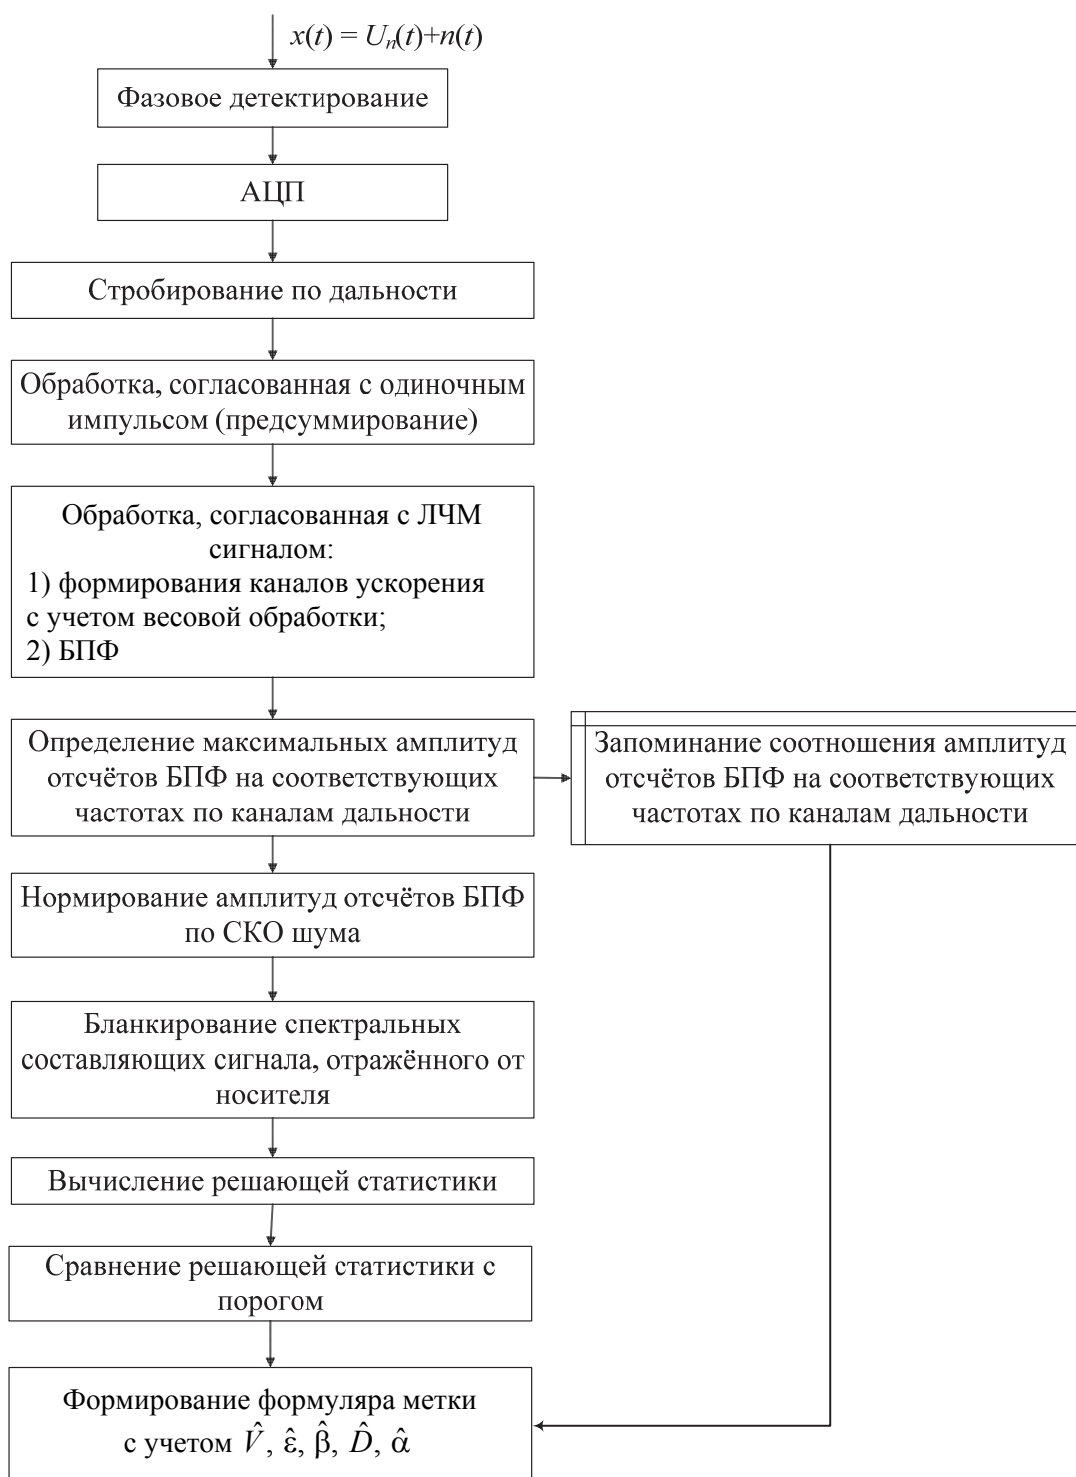 x(t) = Uₙ(t)+n(t)
Фазовое детектирование
АЦП
Стробирование по дальности
Обработка, согласованная с одиночным
импульсом (предсуммирование)
Обработка, согласованная с ЛЧМ
сигналом:
1) формирования каналов ускорения
с учетом весовой обработки;
2) БПФ
Определение максимальных амплитуд
отсчётов БПФ на соответствующих
частотах по каналам дальности
Запоминание соотношения амплитуд
отсчётов БПФ на соответствующих
частотах по каналам дальности
Нормирование амплитуд отсчётов БПФ
по СКО шума
Бланкирование спектральных
составляющих сигнала, отражённого от
носителя
Вычисление решающей статистики
Сравнение решающей статистики с
порогом
Формирование формуляра метки
с учетом V̂, ε̂, β̂, D̂, α̂